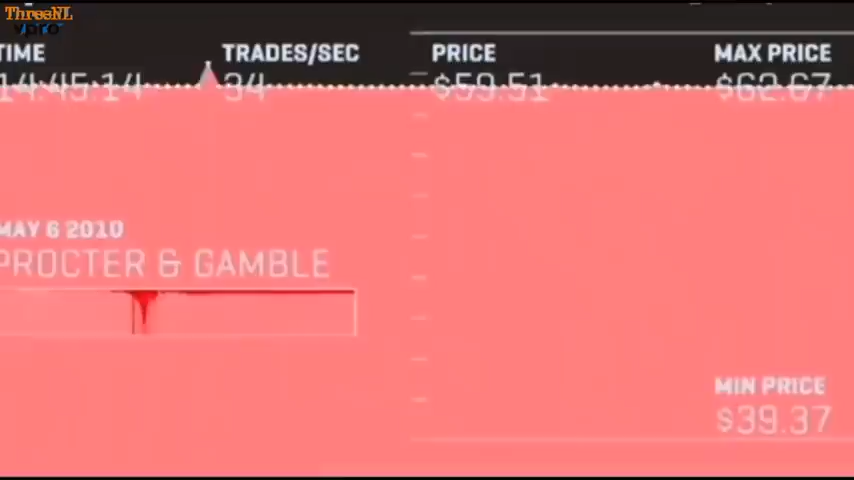 ThreeNL
vpro
TIME TRADES/SEC PRICE MAX PRICE
14:45:14 34 $59.51 $62.67
MAY 6 2010
PROCTER & GAMBLE
MIN PRICE
$39.37